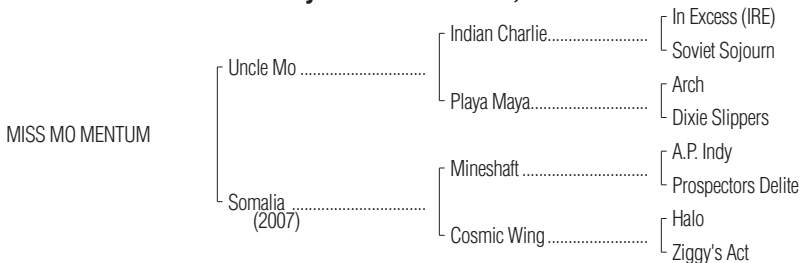 In Excess (IRE)
Indian Charlie........................
Soviet Sojourn
Uncle Mo ..............................
Arch
Playa Maya............................
Dixie Slippers
MISS MO MENTUM
A.P. Indy
Mineshaft ..............................
Prospectors Delite
Somalia ................................
(2007)
Halo
Cosmic Wing........................
Ziggy's Act